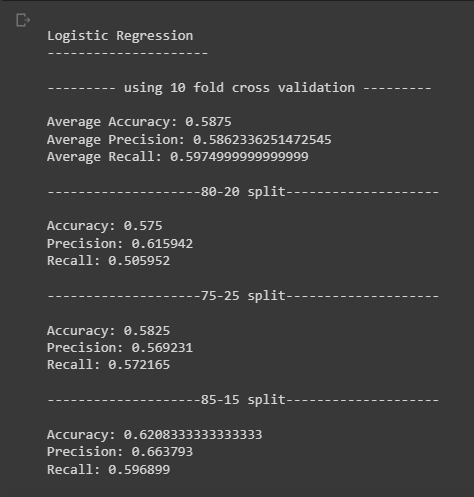 Logistic Regression
---------------------
--------- using 10 fold cross validation ---------
Average Accuracy: 0.5875
Average Precision: 0.5862336251472545
Average Recall: 0.5974999999999999
--------------------80-20 split--------------------
Accuracy: 0.575
Precision: 0.615942
Recall: 0.505952
--------------------75-25 split--------------------
Accuracy: 0.5825
Precision: 0.569231
Recall: 0.572165
--------------------85-15 split--------------------
Accuracy: 0.6208333333333333
Precision: 0.663793
Recall: 0.596899